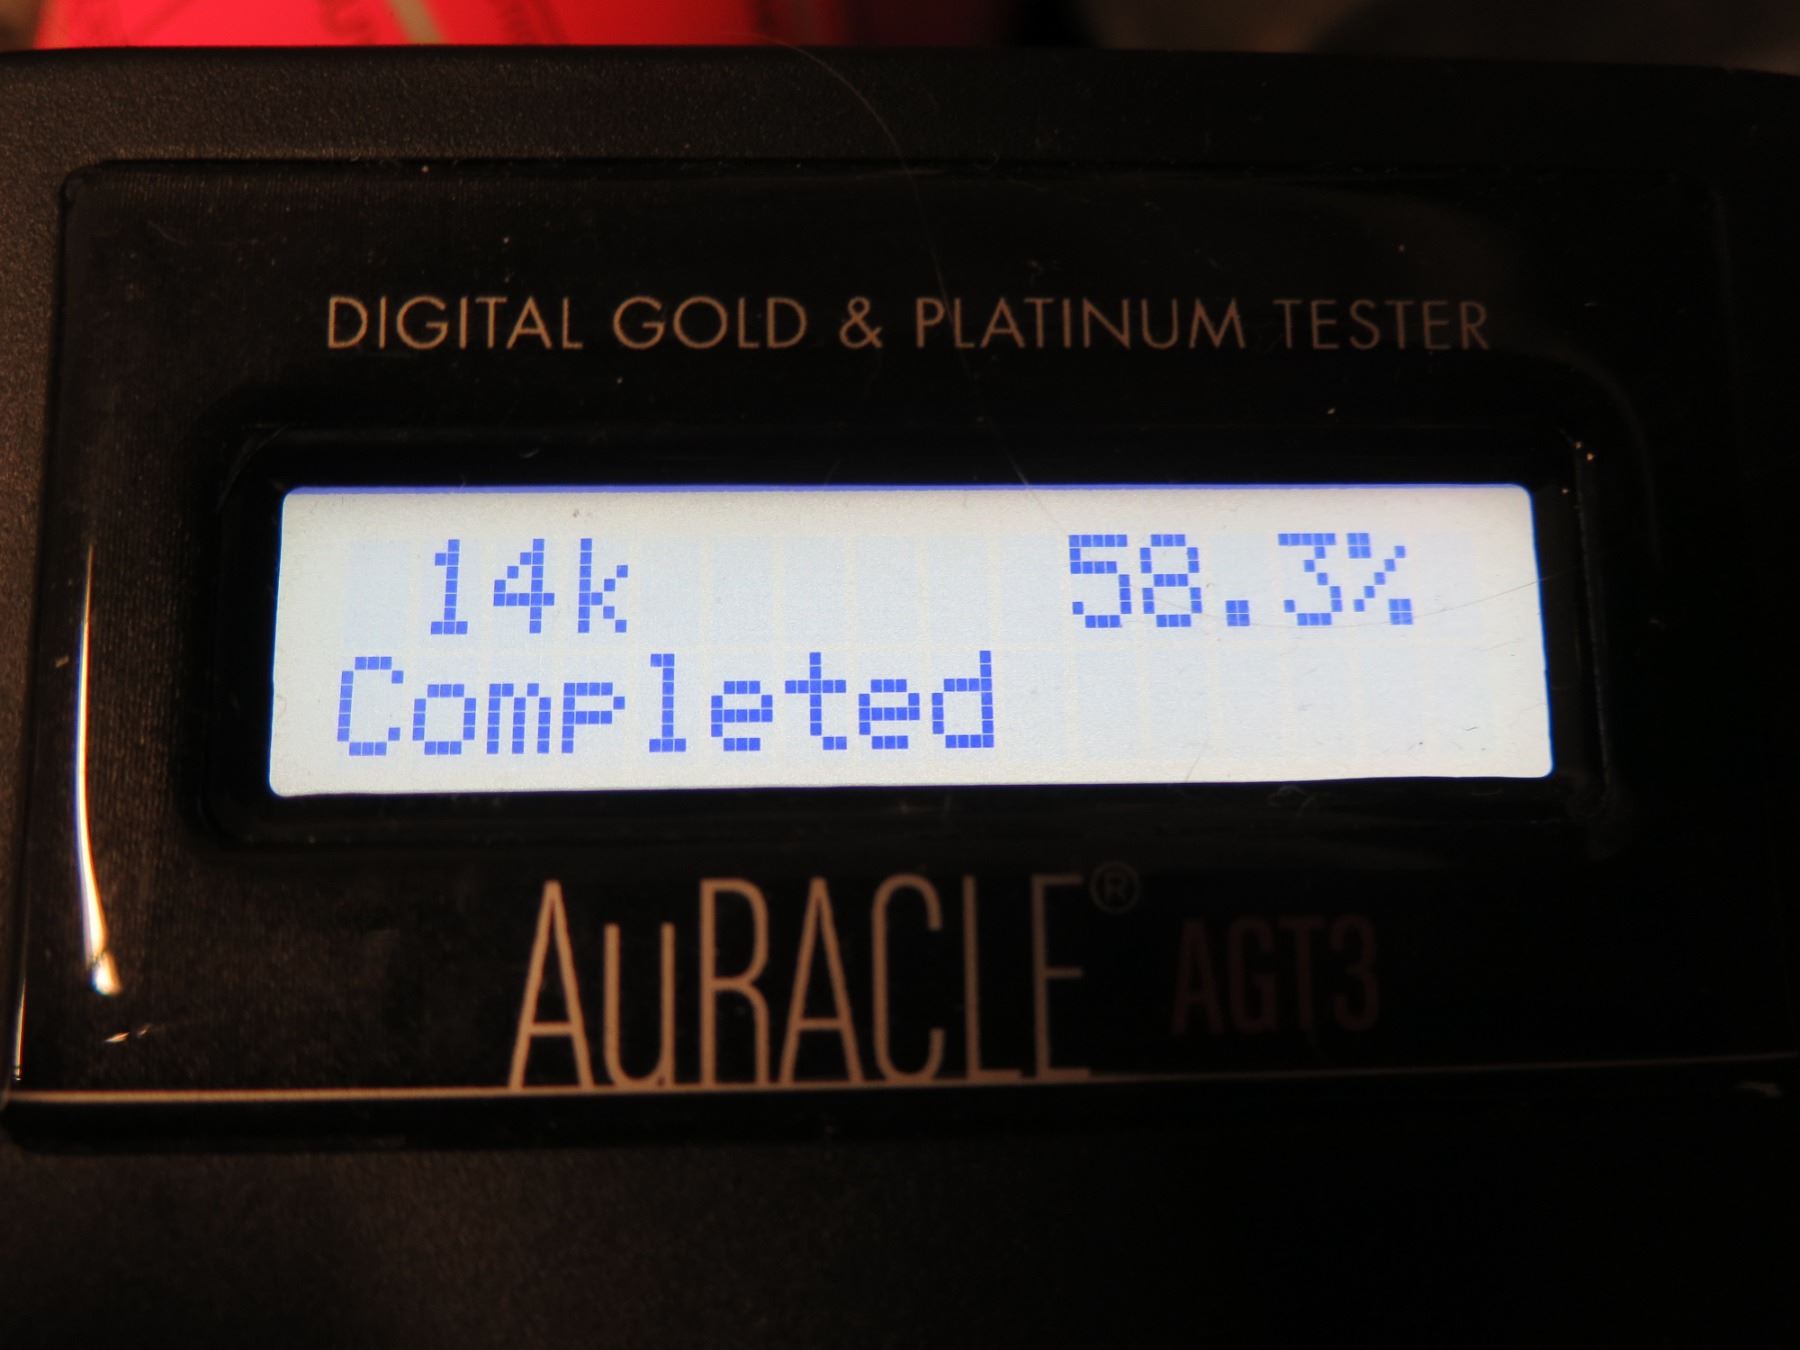 DIGITAL GOLD & PLATINUM TESTER
14k 58.3%
Completed
AuRACLE® AGT3